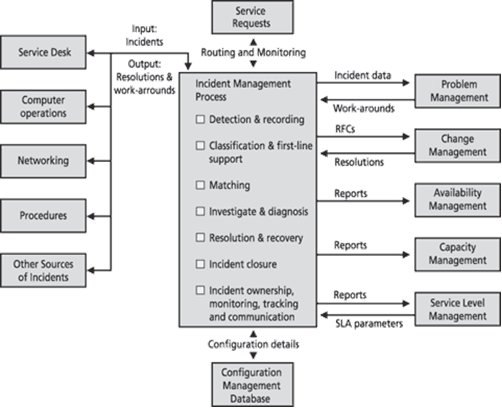 Service
Requests
Input:
Incidents
Routing and Monitoring
Service Desk
Output:
Resolutions &
work-arrounds
Computer
operations
Networking
Procedures
Other Sources
of Incidents
Incident Management
Process
Detection & recording
Classification & first-line
support
Matching
Investigate & diagnosis
Resolution & recovery
Incident closure
Incident ownership,
monitoring, tracking
and communication
Incident data
Work-arounds
Problem
Management
RFCs
Resolutions
Change
Management
Reports
Availability
Management
Reports
Capacity
Management
Reports
SLA parameters
Service Level
Management
Configuration details
Configuration
Management
Database